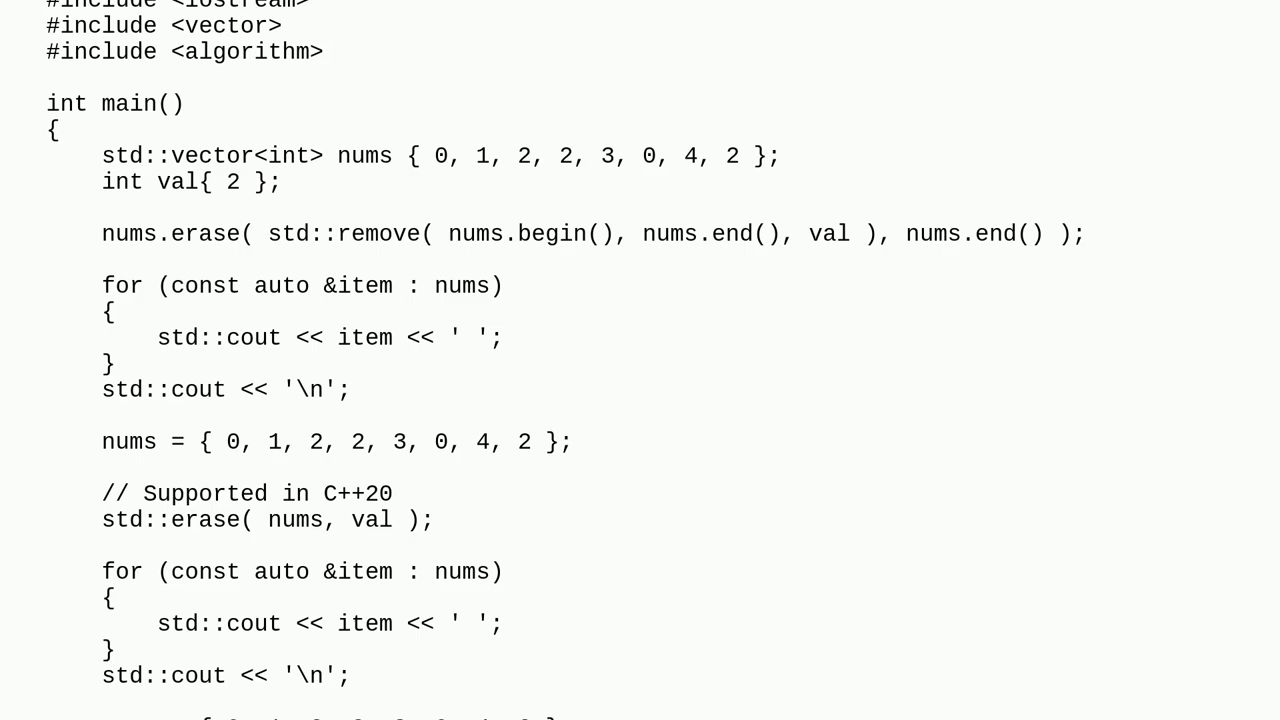 #include <iostream>
#include <vector>
#include <algorithm>

int main()
{
    std::vector<int> nums { 0, 1, 2, 2, 3, 0, 4, 2 };
    int val{ 2 };

    nums.erase( std::remove( nums.begin(), nums.end(), val ), nums.end() );

    for (const auto &item : nums)
    {
        std::cout << item << ' ';
    }
    std::cout << '\n';

    nums = { 0, 1, 2, 2, 3, 0, 4, 2 };

    // Supported in C++20
    std::erase( nums, val );

    for (const auto &item : nums)
    {
        std::cout << item << ' ';
    }
    std::cout << '\n';